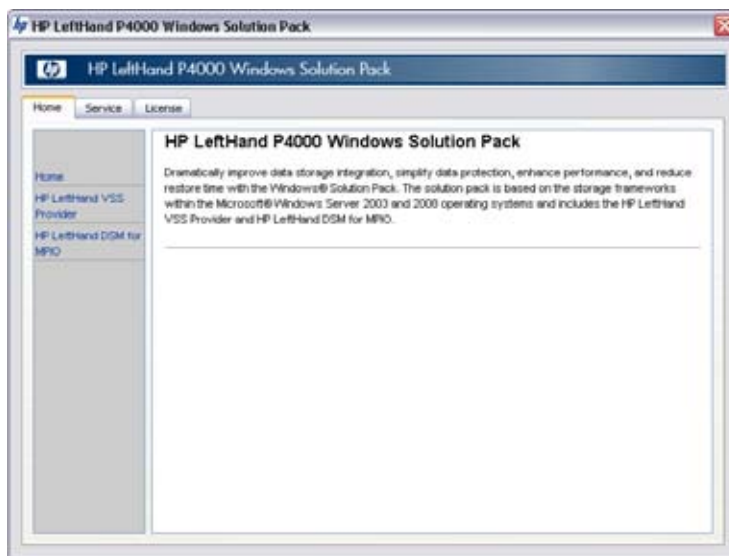 HP LeftHand P4000 Windows Solution Pack
hp HP LeftHand P4000 Windows Solution Pack
Home Service License
HP LeftHand P4000 Windows Solution Pack
Dramatically improve data storage integration, simplify data protection, enhance performance, and reduce
restore time with the Windows® Solution Pack. The solution pack is based on the storage frameworks
within the Microsoft® Windows Server 2003 and 2008 operating systems and includes the HP LeftHand
VSS Provider and HP LeftHand DSM for MPIO.
Home
HP LeftHand VSS
Provider
HP LeftHand DSM for
MPIO